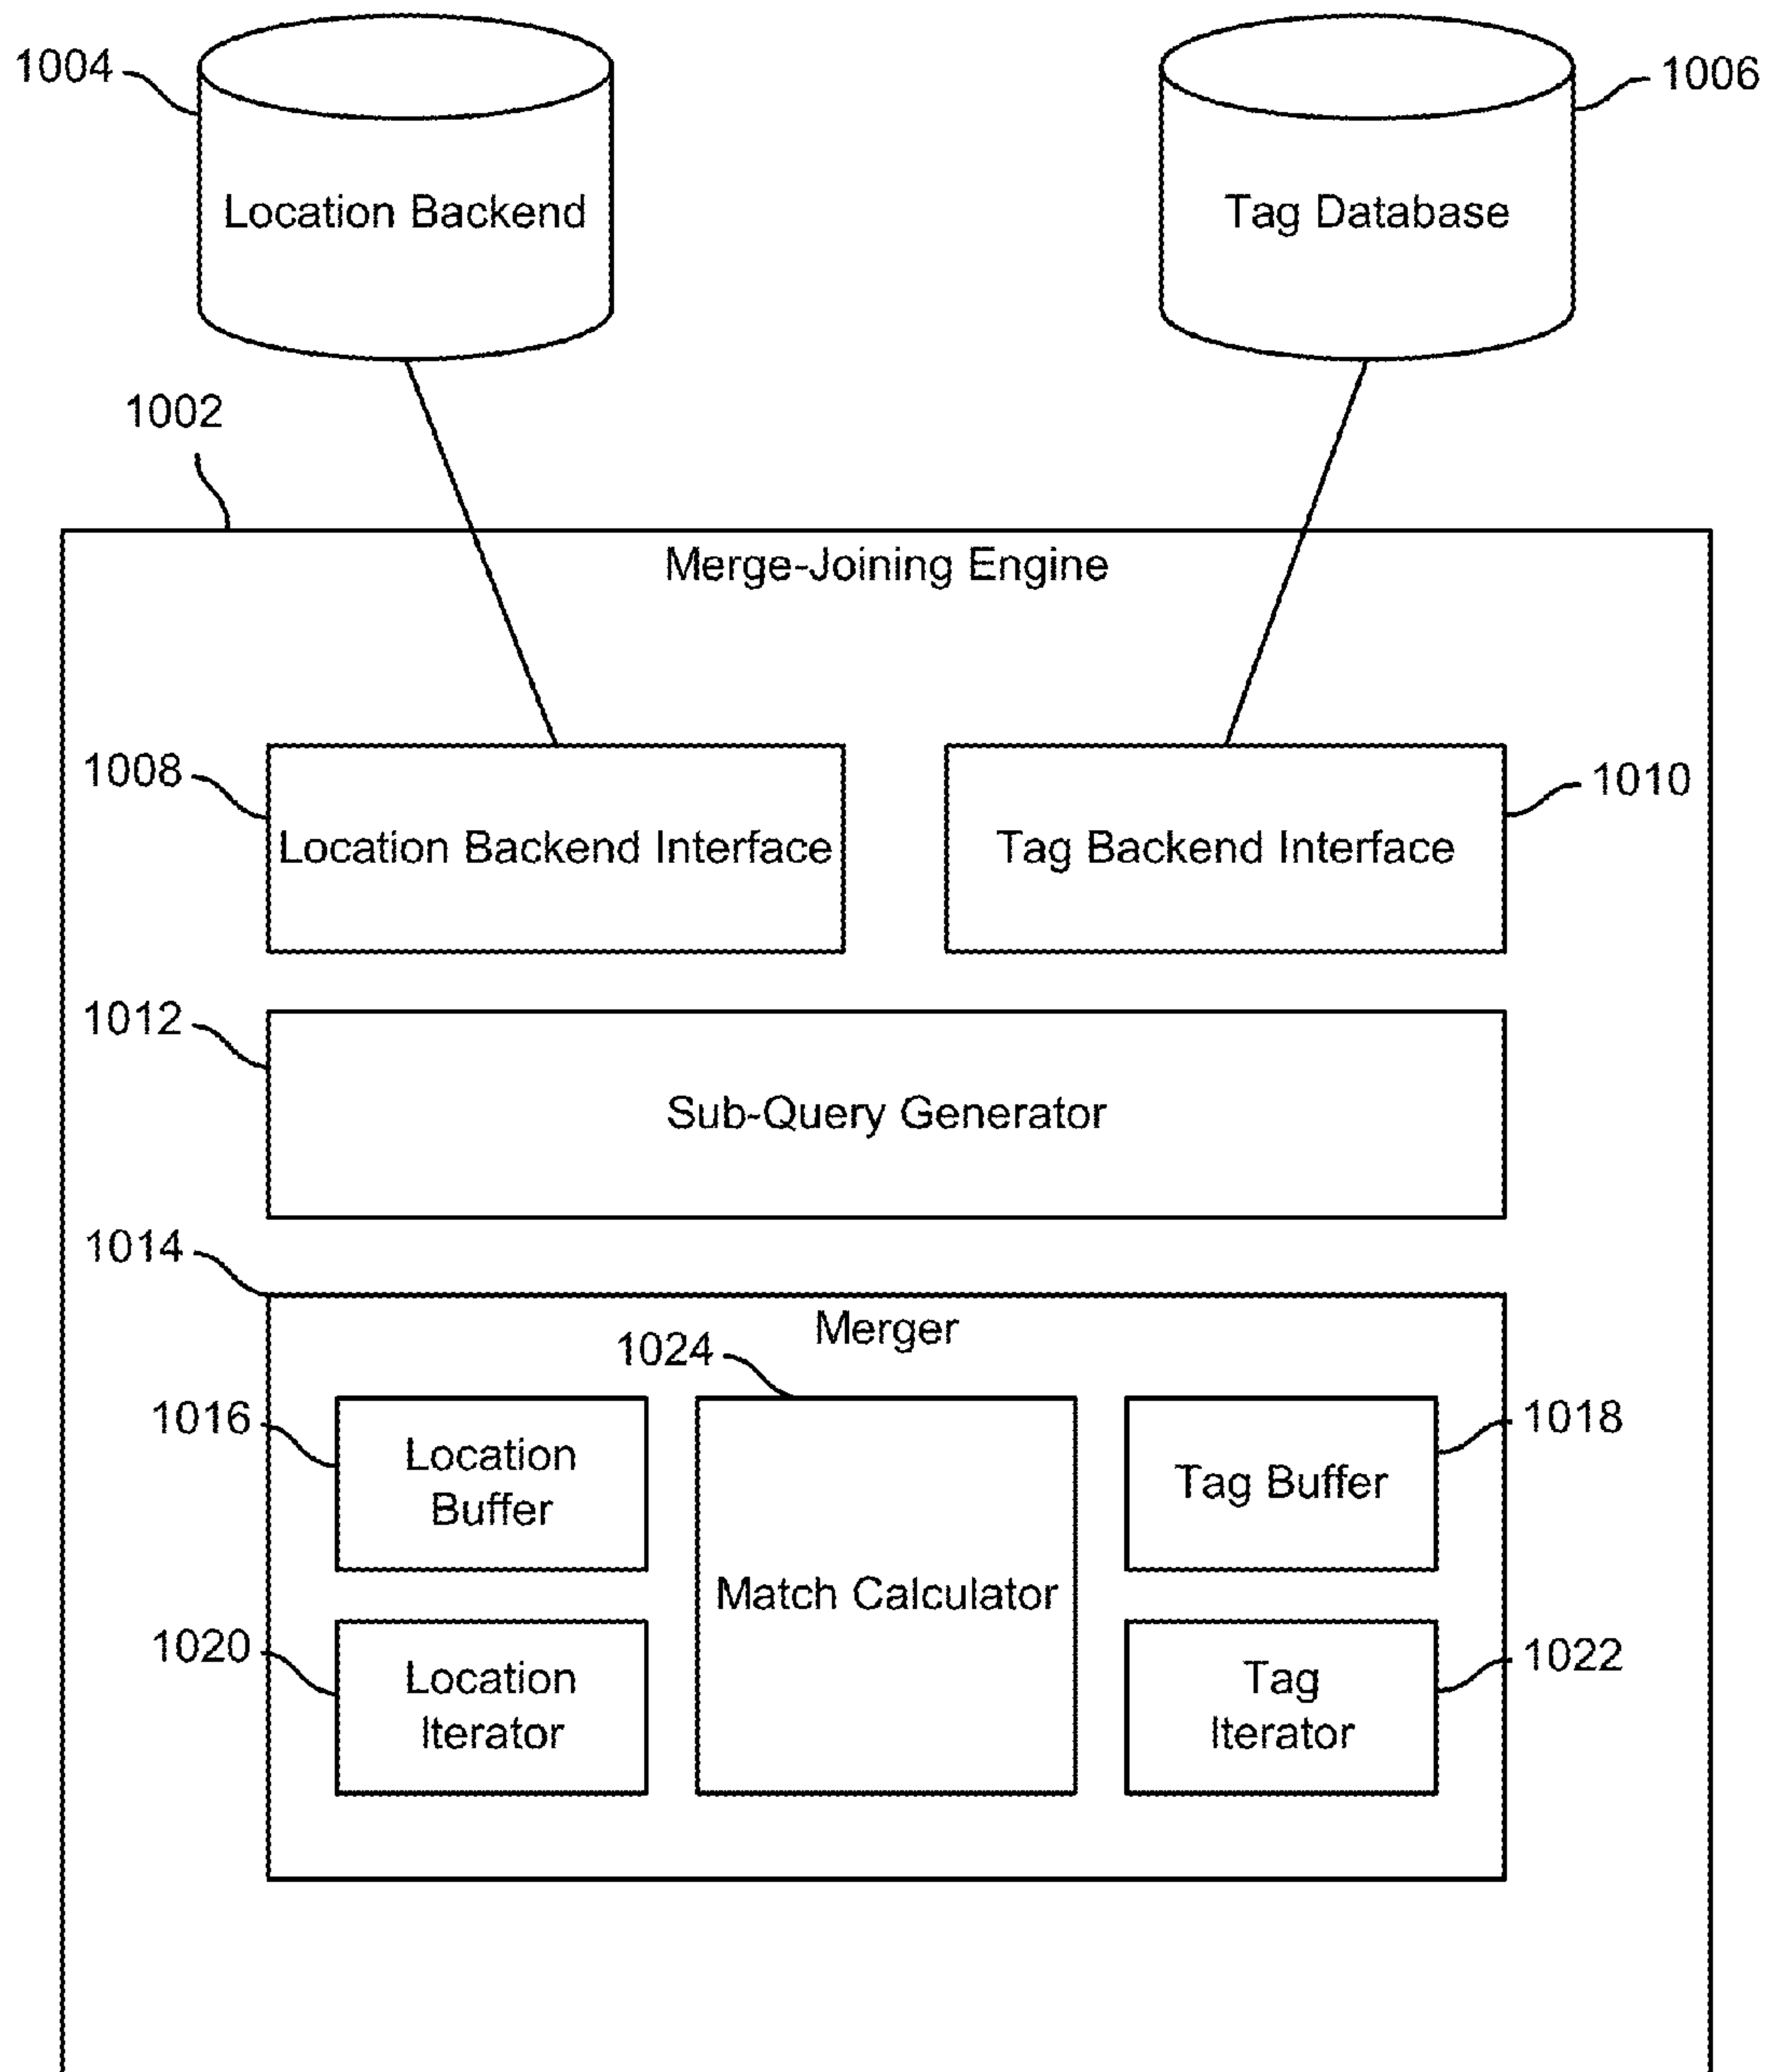 1004
1006
Location Backend
Tag Database
1002
Merge-Joining Engine
1008
1010
Location Backend Interface
Tag Backend Interface
1012
Sub-Query Generator
1014
Merger
1024
1016
1018
Location
Buffer
Tag Buffer
Match Calculator
1020
1022
Location
Iterator
Tag
Iterator